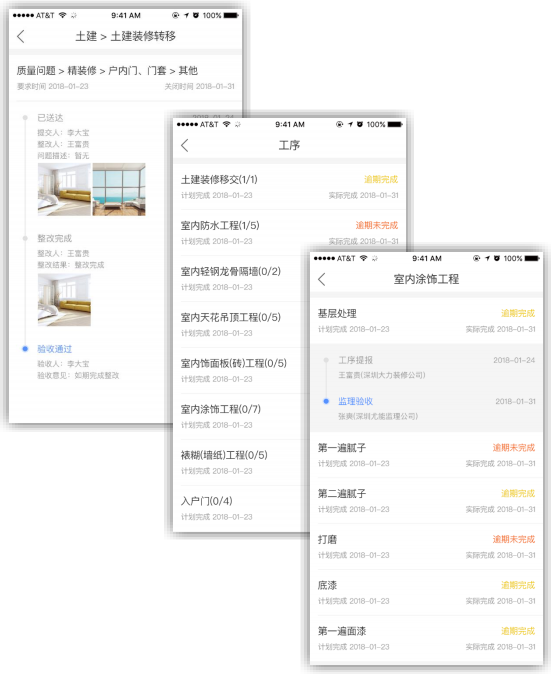 AT&T 9:41 AM 100%
土建 > 土建装修转移
质量问题 > 精装修 > 户内门、门套 > 其他
要求时间 2018-01-23 关闭时间 2018-01-31
已送达
提交人：李大宝
整改人：王富贵
问题描述：暂无
整改完成
整改人：王富贵
整改结果：整改完成
验收通过
验收人：李大宝
验收意见：如期完成整改
AT&T 9:41 AM 100%
工序
土建装修移交(1/1) 逾期完成
计划完成 2018-01-23 实际完成 2018-01-31
室内防水工程(1/5) 逾期未完成
计划完成 2018-01-23 实际完成 2018-01-31
室内轻钢龙骨隔墙(0/2)
计划完成 2018-01-23
室内天花吊顶工程(0/5)
计划完成 2018-01-23
室内饰面板(砖)工程(0/5)
计划完成 2018-01-23
室内涂饰工程(0/7)
计划完成 2018-01-23
裱糊(墙纸)工程(0/5)
计划完成 2018-01-23
入户门(0/4)
计划完成 2018-01-23
AT&T 9:41 AM 100%
室内涂饰工程
基层处理 逾期完成
计划完成 2018-01-23 实际完成 2018-01-31
工序提报 2018-01-24
王富贵(深圳大力装修公司)
监理验收 2018-01-31
张爽(深圳尤能监理公司)
第一遍腻子 逾期未完成
计划完成 2018-01-23 实际完成 2018-01-31
第二遍腻子 逾期完成
计划完成 2018-01-23 实际完成 2018-01-31
打磨 逾期未完成
计划完成 2018-01-23 实际完成 2018-01-31
底漆 逾期完成
计划完成 2018-01-23 实际完成 2018-01-31
第一遍面漆 逾期完成
计划完成 2018-01-23 实际完成 2018-01-31